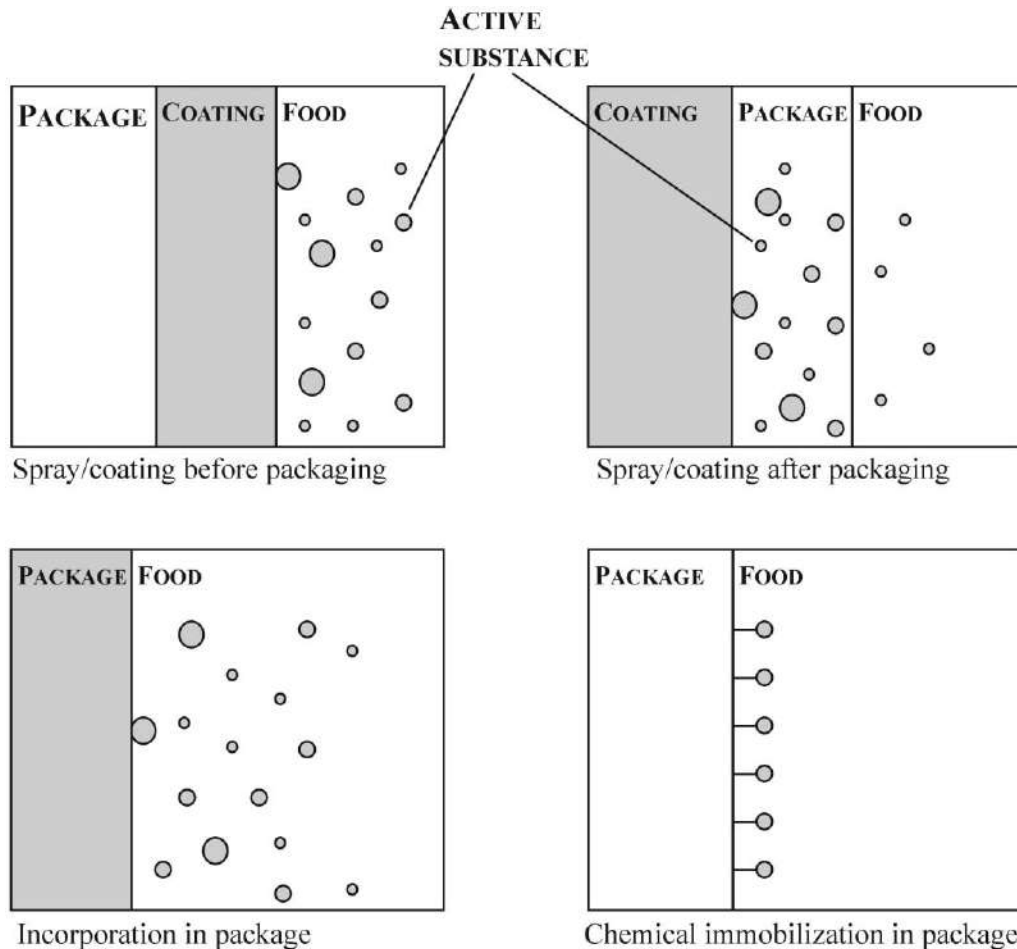 ACTIVE
SUBSTANCE
PACKAGE COATING FOOD
COATING PACKAGE FOOD
Spray/coating before packaging
Spray/coating after packaging
PACKAGE FOOD
PACKAGE FOOD
Incorporation in package
Chemical immobilization in package